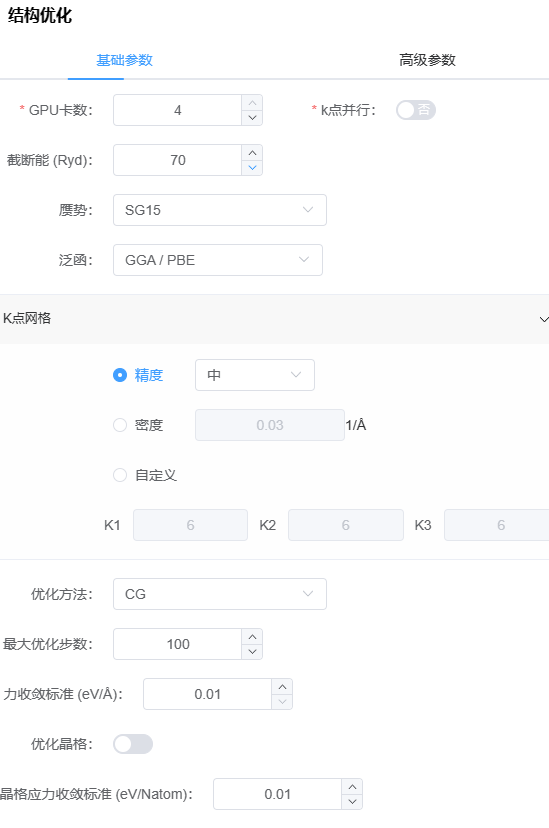 结构优化
基础参数 高级参数
* GPU卡数： 4 * k点并行： 否
截断能 (Ryd)： 70
赝势： SG15
泛函： GGA / PBE
K点网格
精度 中
密度 0.03 1/Å
自定义
K1 6 K2 6 K3 6
优化方法： CG
最大优化步数： 100
力收敛标准 (eV/Å)： 0.01
优化晶格：
晶格应力收敛标准 (eV/Natom)： 0.01